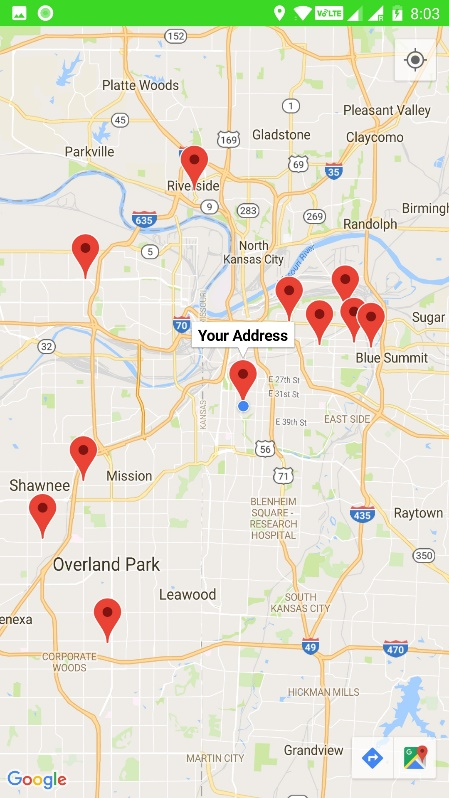 VoLTE
R
8:03
152
Platte Woods
1
Pleasant Valley
45
169
Gladstone
Claycomo
Parkville
69
35
Riverside
9
283
Birmingh
635
269
Randolph
5
North
Kansas City
MISSOURI
70
Sugar
Your Address
32
Blue Summit
KANSAS
E 27th St
E 31st St
E 39th St
EAST SIDE
56
Mission
71
Shawnee
BLENHEIM
SQUARE -
RESEARCH
HOSPITAL
435
Raytown
350
Overland Park
Leawood
SOUTH
KANSAS CITY
enexa
49
470
CORPORATE
WOODS
HICKMAN MILLS
Grandview
MARTIN CITY
G
Google